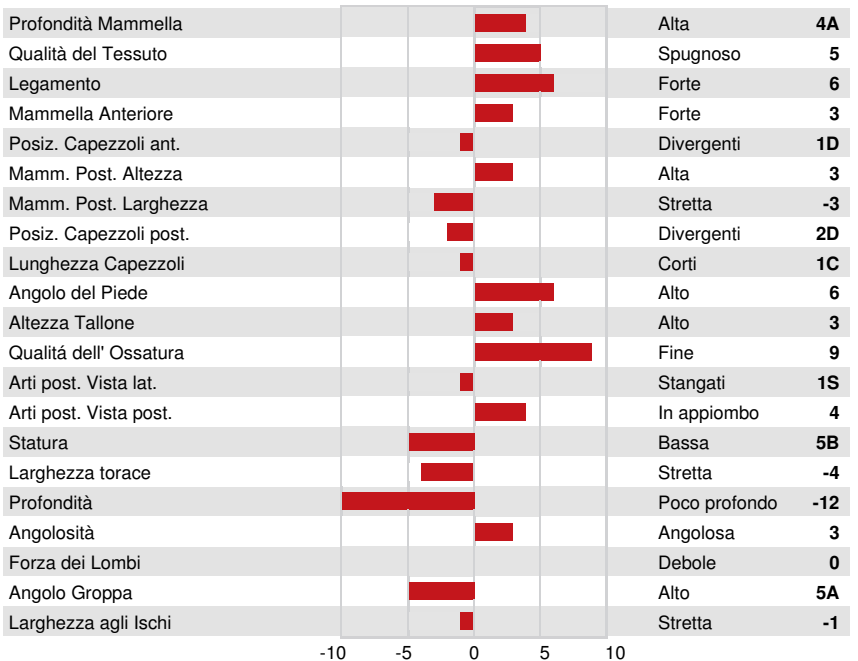 Profondità Mammella Alta 4A
Qualità del Tessuto Spugnoso 5
Legamento Forte 6
Mammella Anteriore Forte 3
Posiz. Capezzoli ant. Divergenti 1D
Mamm. Post. Altezza Alta 3
Mamm. Post. Larghezza Stretta -3
Posiz. Capezzoli post. Divergenti 2D
Lunghezza Capezzoli Corti 1C
Angolo del Piede Alto 6
Altezza Tallone Alto 3
Qualitá dell' Ossatura Fine 9
Arti post. Vista lat. Stangati 1S
Arti post. Vista post. In appiombo 4
Statura Bassa 5B
Larghezza torace Stretta -4
Profondità Poco profondo -12
Angolosità Angolosa 3
Forza dei Lombi Debole 0
Angolo Groppa Alto 5A
Larghezza agli Ischi Stretta -1
-10 -5 0 5 10